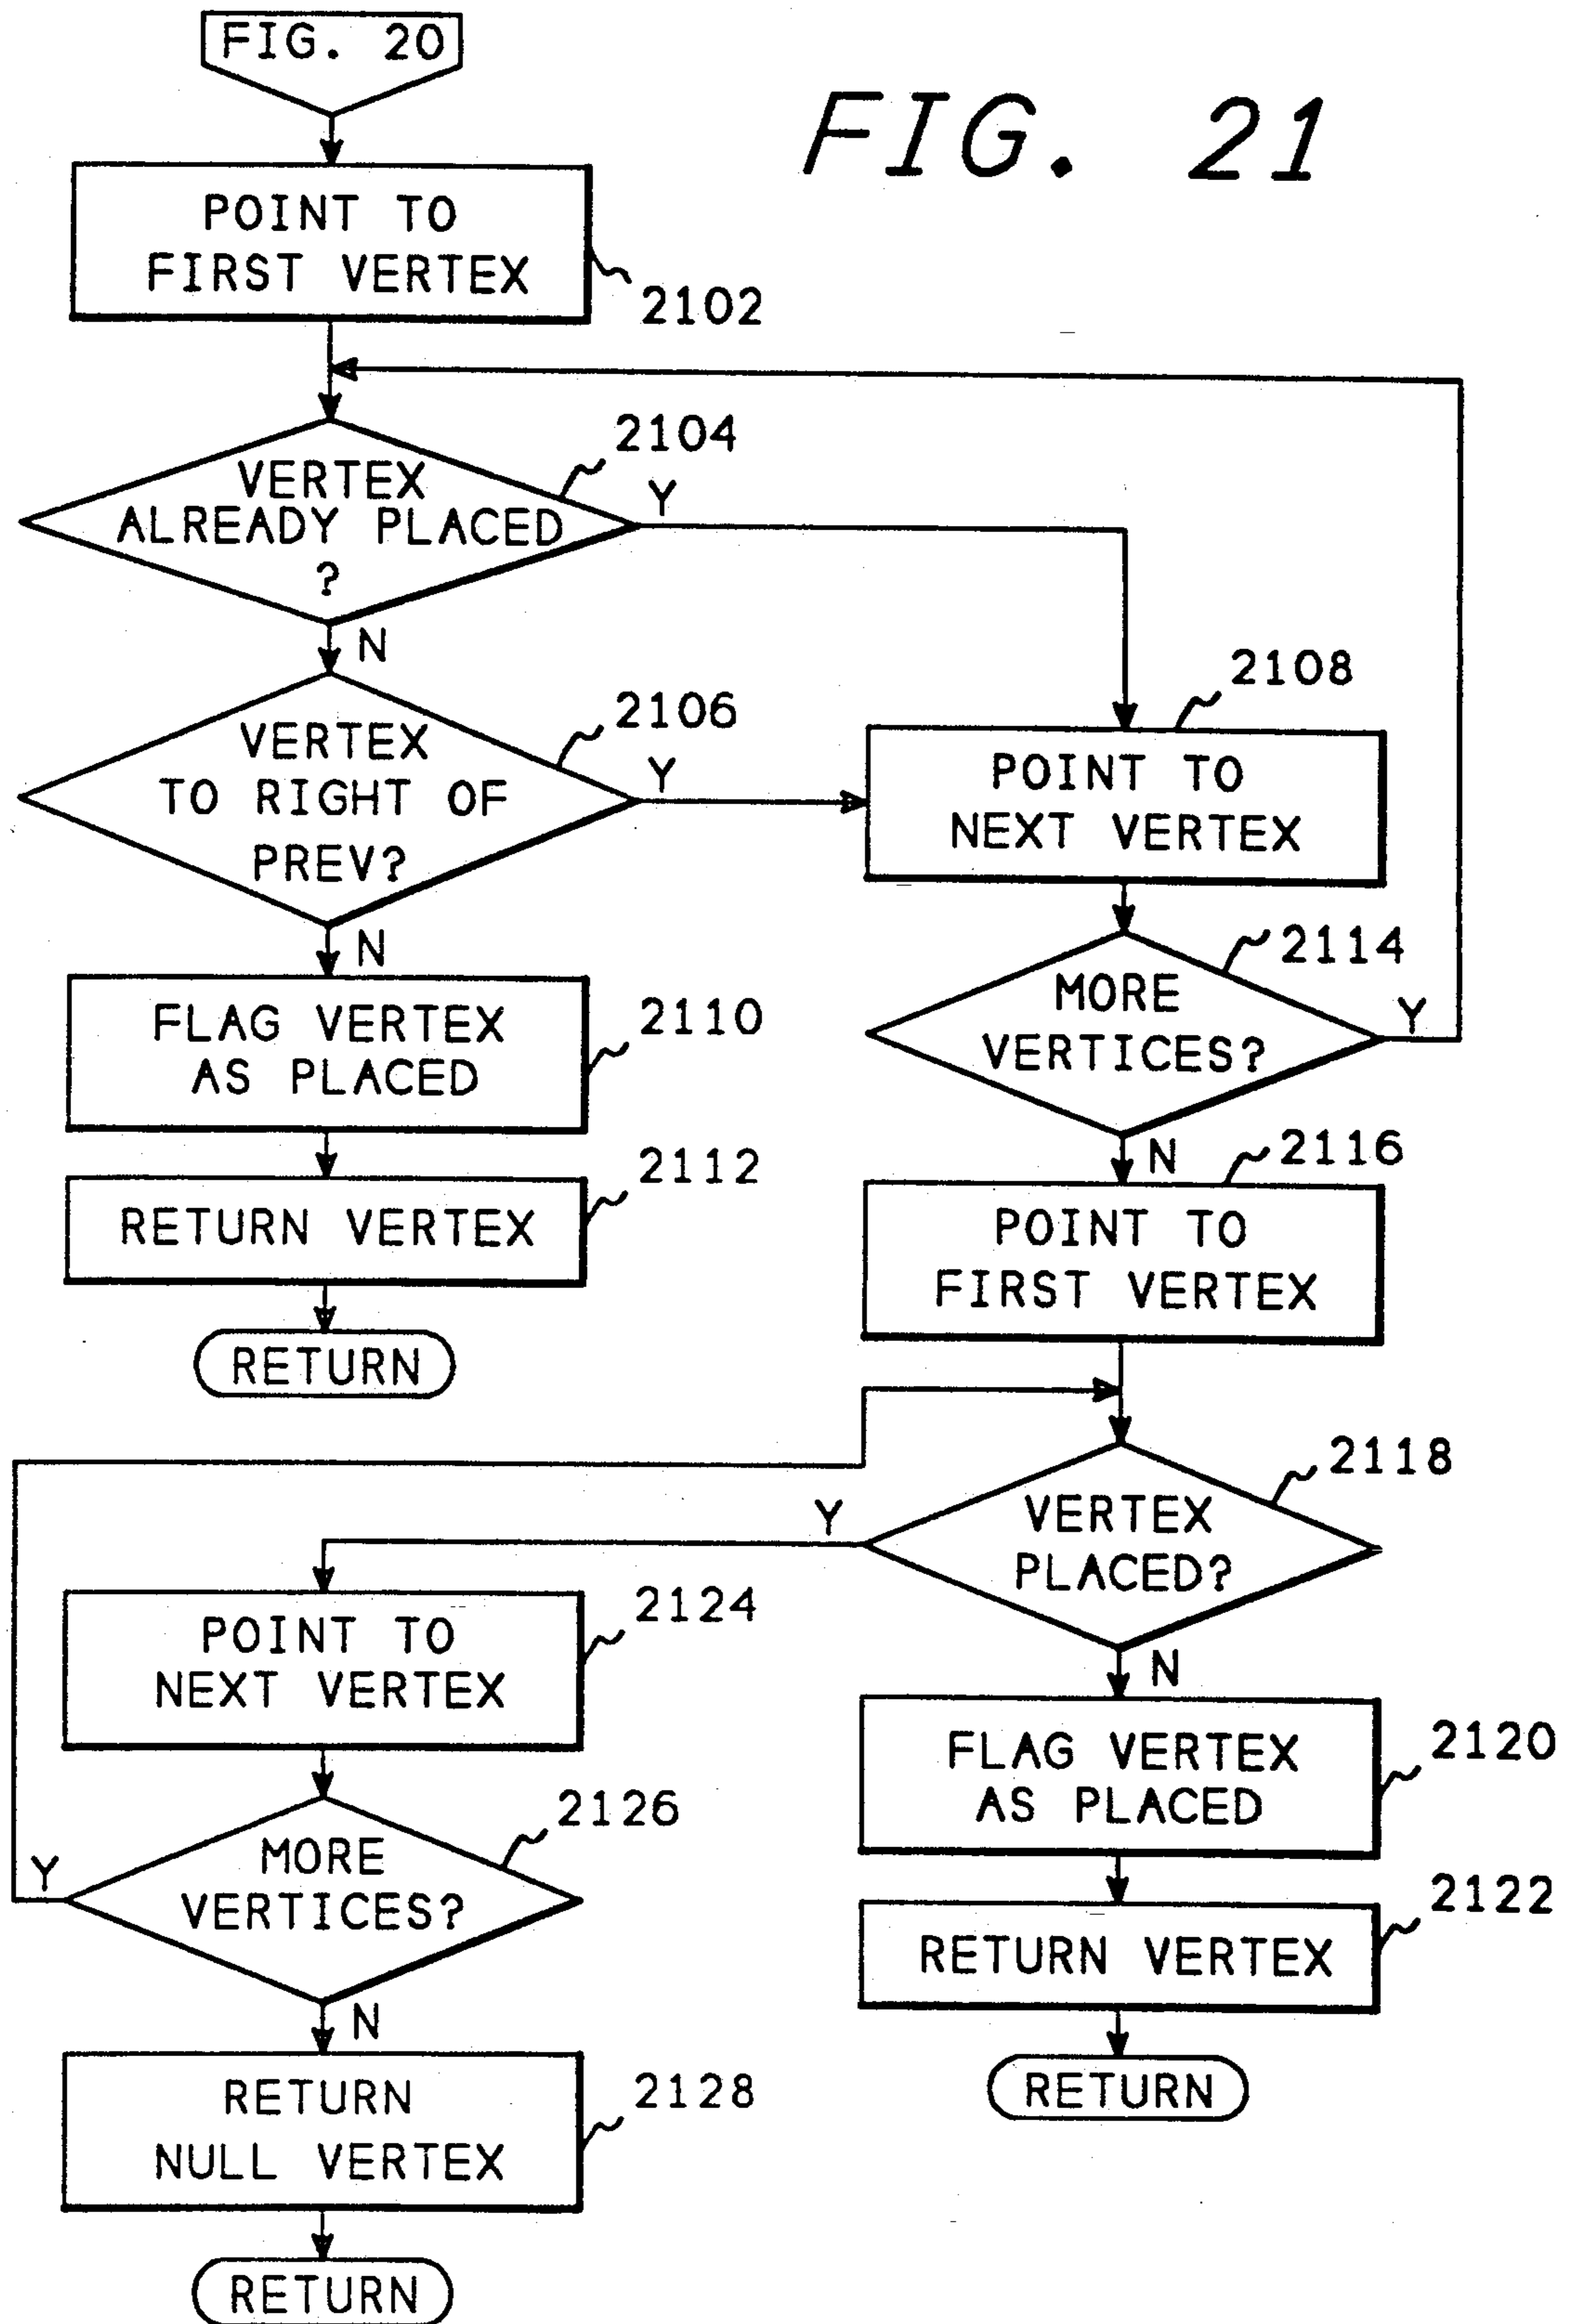 FIG. 20
FIG. 21
POINT TO
FIRST VERTEX
2102
2104
VERTEX
ALREADY PLACED
?
Y
N
2106
VERTEX
TO RIGHT OF
PREV?
Y
N
2108
POINT TO
NEXT VERTEX
2110
FLAG VERTEX
AS PLACED
2112
RETURN VERTEX
RETURN
2114
MORE
VERTICES?
Y
N
2116
POINT TO
FIRST VERTEX
2118
VERTEX
PLACED?
Y
N
2124
POINT TO
NEXT VERTEX
2120
FLAG VERTEX
AS PLACED
2126
MORE
VERTICES?
Y
N
2122
RETURN VERTEX
RETURN
2128
RETURN
NULL VERTEX
RETURN